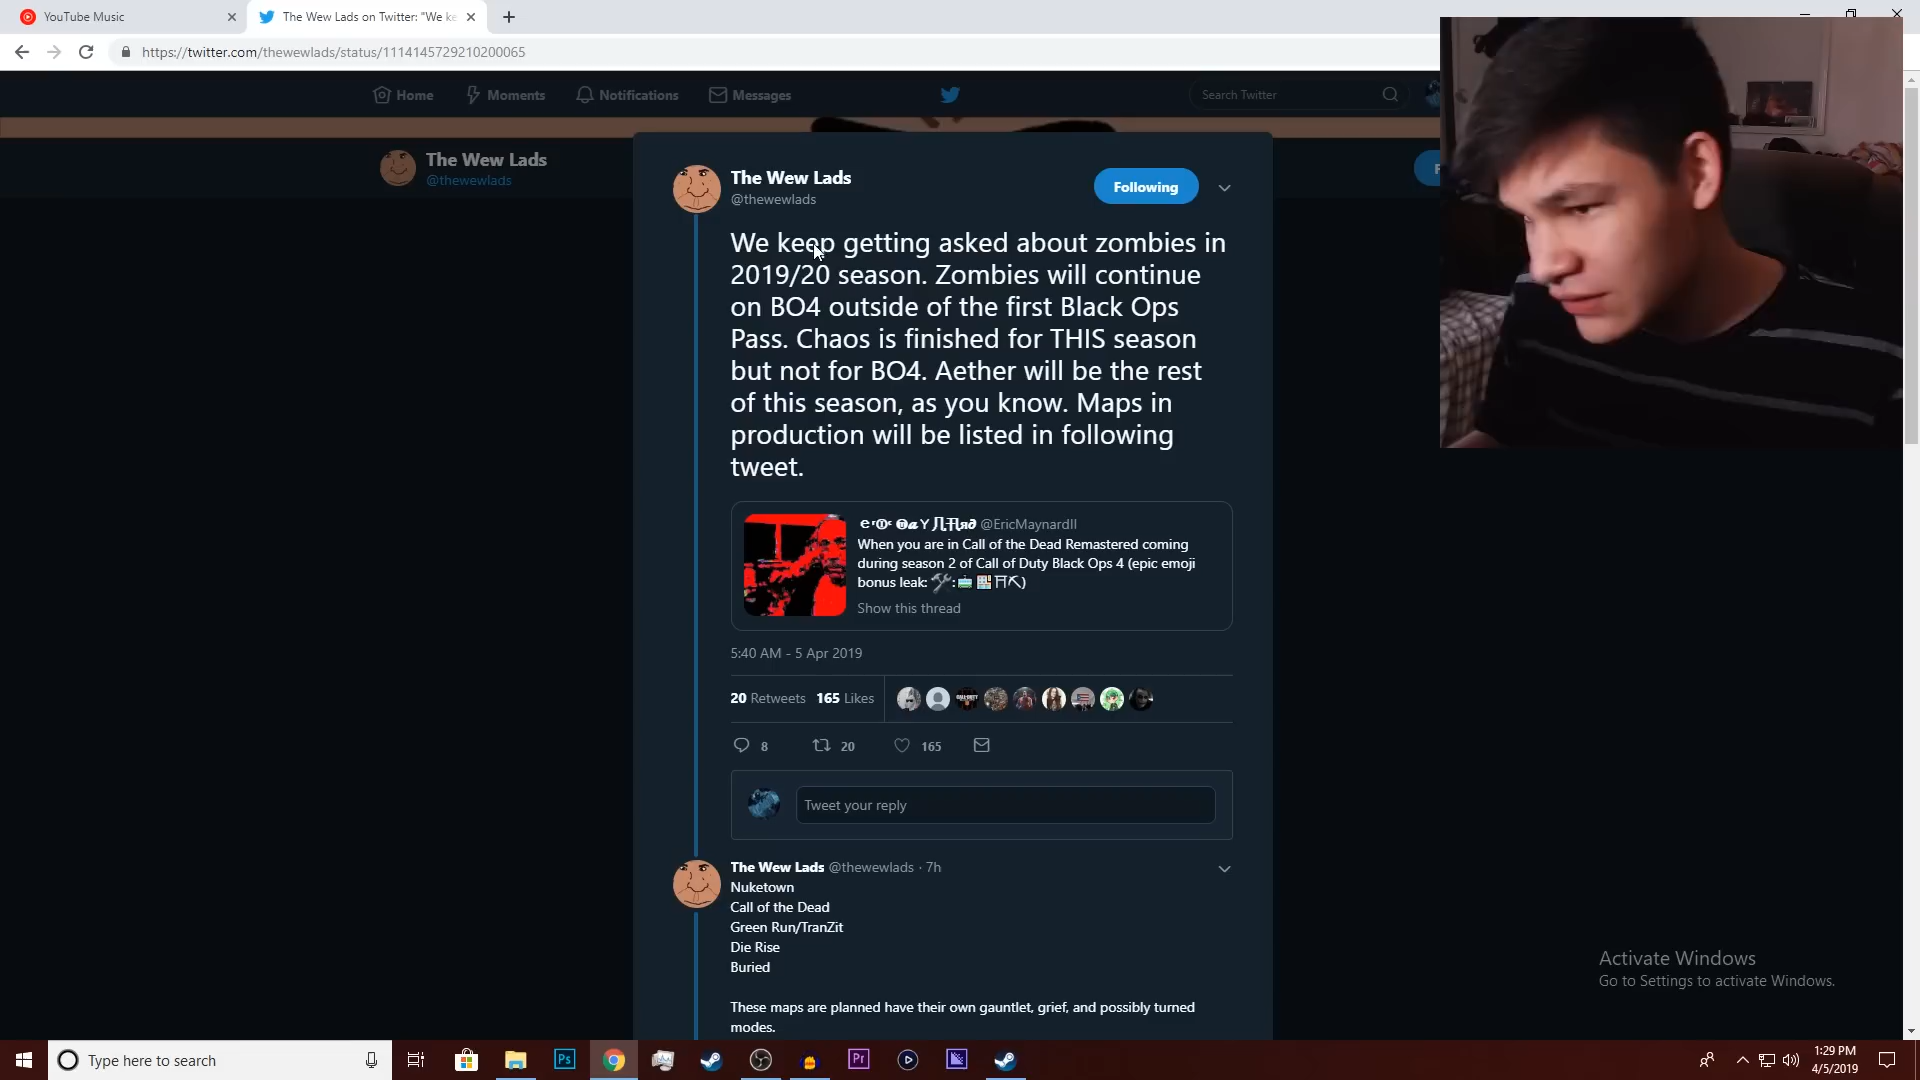 YouTube Music
The Wew Lads on Twitter: "We ke
https://twitter.com/thewewlads/status/1114145729210200065
Home
Moments
Notifications
Messages
Search Twitter
The Wew Lads
@thewewlads
The Wew Lads
@thewewlads
Following
We keep getting asked about zombies in
2019/20 season. Zombies will continue
on BO4 outside of the first Black Ops
Pass. Chaos is finished for THIS season
but not for BO4. Aether will be the rest
of this season, as you know. Maps in
production will be listed in following
tweet.
@EricMaynardII
When you are in Call of the Dead Remastered coming
during season 2 of Call of Duty Black Ops 4 (epic emoji
bonus leak: 🛠:🚞🎛⛩⛏)
Show this thread
5:40 AM - 5 Apr 2019
20 Retweets 165 Likes
8 20 165
Tweet your reply
The Wew Lads @thewewlads · 7h
Nuketown
Call of the Dead
Green Run/TranZit
Die Rise
Buried
These maps are planned have their own gauntlet, grief, and possibly turned
modes.
Activate Windows
Go to Settings to activate Windows.
Type here to search
Ps
Pr
1:29 PM
4/5/2019